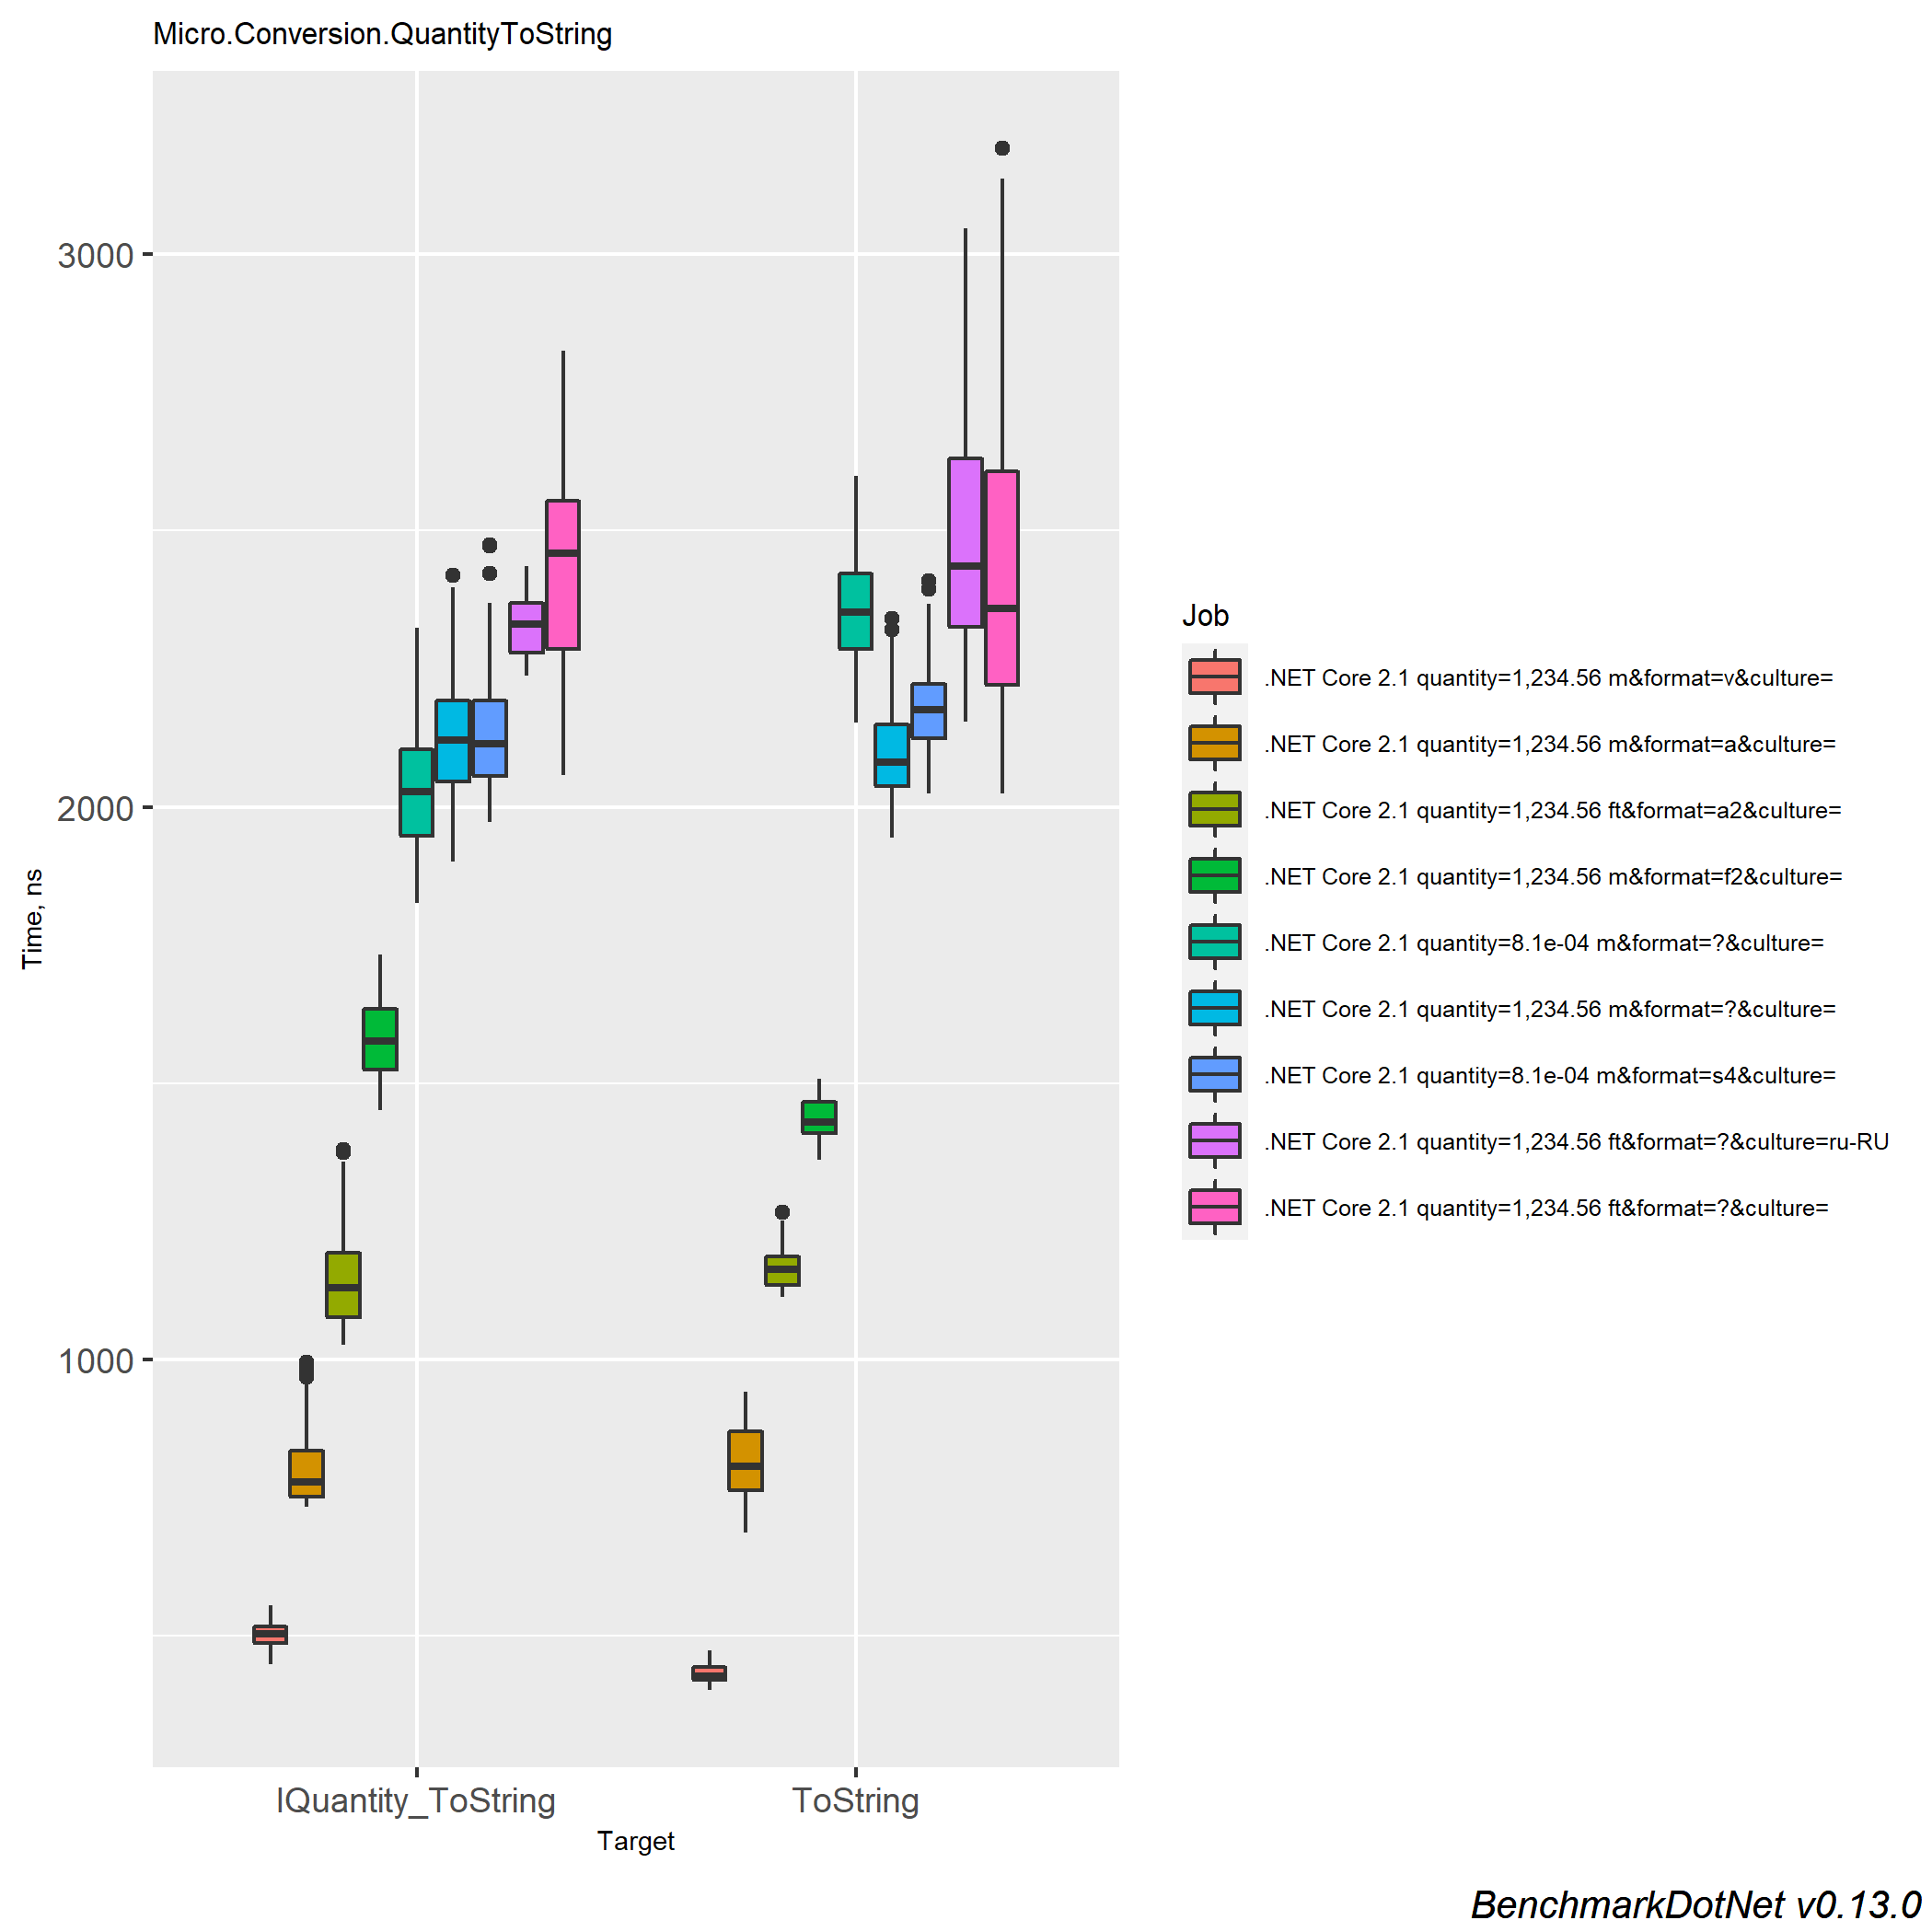 Micro.Conversion.QuantityToString
3000
2000
1000
Time, ns
IQuantity_ToString
ToString
Target
Job
.NET Core 2.1 quantity=1,234.56 m&format=v&culture=
.NET Core 2.1 quantity=1,234.56 m&format=a&culture=
.NET Core 2.1 quantity=1,234.56 ft&format=a2&culture=
.NET Core 2.1 quantity=1,234.56 m&format=f2&culture=
.NET Core 2.1 quantity=8.1e-04 m&format=?&culture=
.NET Core 2.1 quantity=1,234.56 m&format=?&culture=
.NET Core 2.1 quantity=8.1e-04 m&format=s4&culture=
.NET Core 2.1 quantity=1,234.56 ft&format=?&culture=ru-RU
.NET Core 2.1 quantity=1,234.56 ft&format=?&culture=
BenchmarkDotNet v0.13.0